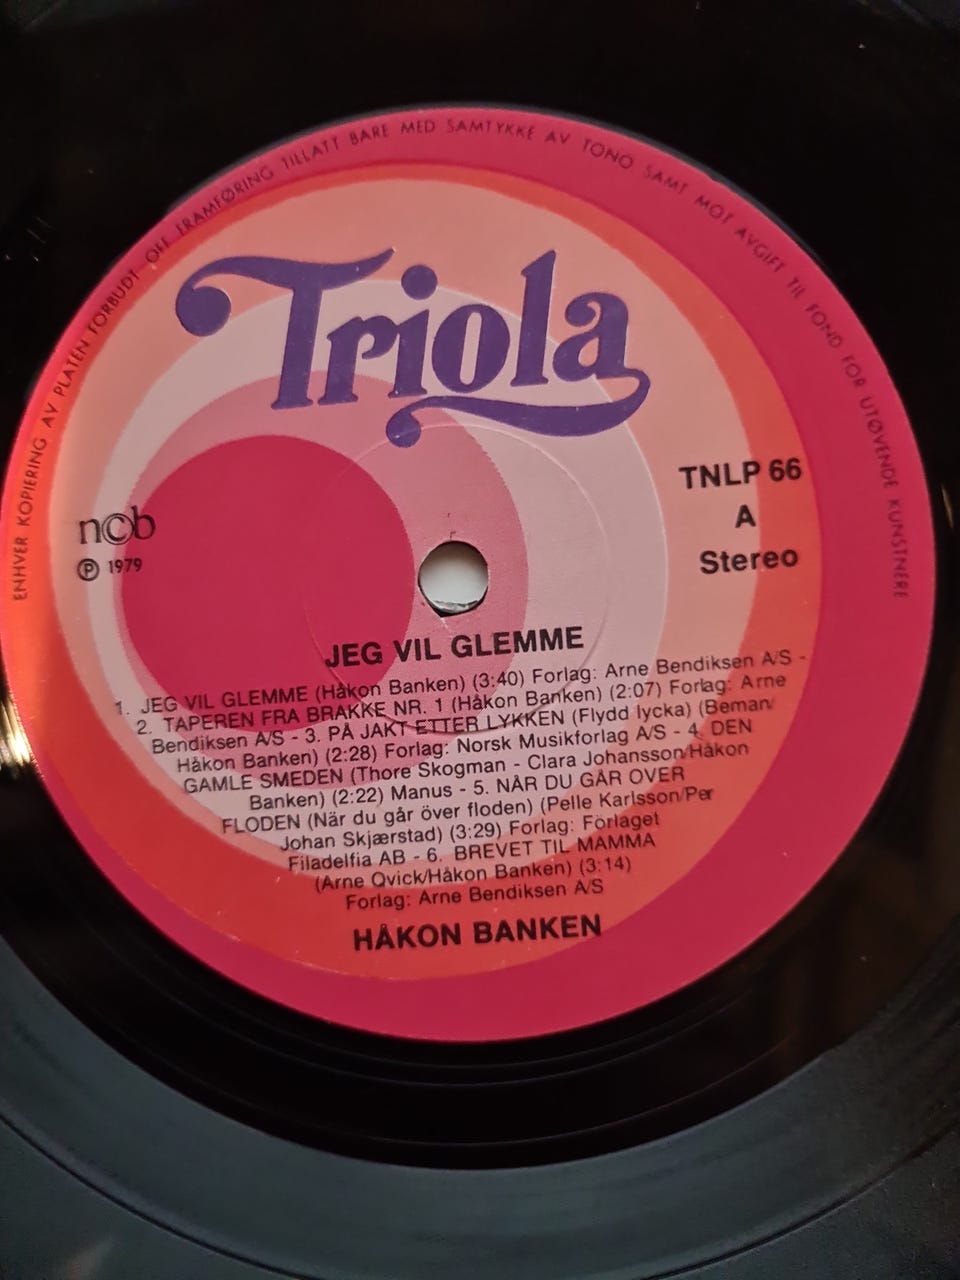 ENHVER KOPIERING AV PLATEN FORBUDT OFF. FRAMFØRING TILLATT BARE MED SAMTYKKE AV TONO SAMT MOT AVGIFT TIL FOND FOR UTØVENDE KUNSTNERE
Triola
TNLP 66
A
Stereo
ncb
Ⓟ 1979
JEG VIL GLEMME
1. JEG VIL GLEMME (Håkon Banken) (3:40) Forlag: Arne Bendiksen A/S -
2. TAPEREN FRA BRAKKE NR. 1 (Håkon Banken) (2:07) Forlag: Arne
Bendiksen A/S - 3. PÅ JAKT ETTER LYKKEN (Flydd lycka) (Beman/
Håkon Banken) (2:28) Forlag: Norsk Musikforlag A/S - 4. DEN
GAMLE SMEDEN (Thore Skogman - Clara Johansson/Håkon
Banken) (2:22) Manus - 5. NÅR DU GÅR OVER
FLODEN (När du går över floden) (Pelle Karlsson/Per
Johan Skjærstad) (3:29) Forlag: Förlaget
Filadelfia AB - 6. BREVET TIL MAMMA
(Arne Qvick/Håkon Banken) (3:14)
Forlag: Arne Bendiksen A/S
HÅKON BANKEN